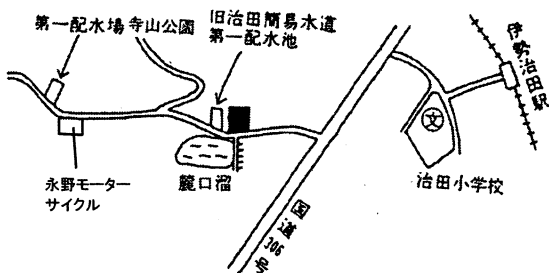 第一配水場寺山公園
旧治田簡易水道
第一配水池
伊勢治田駅
文
永野モーター
サイクル
麓口溜
治田小学校
国道306号